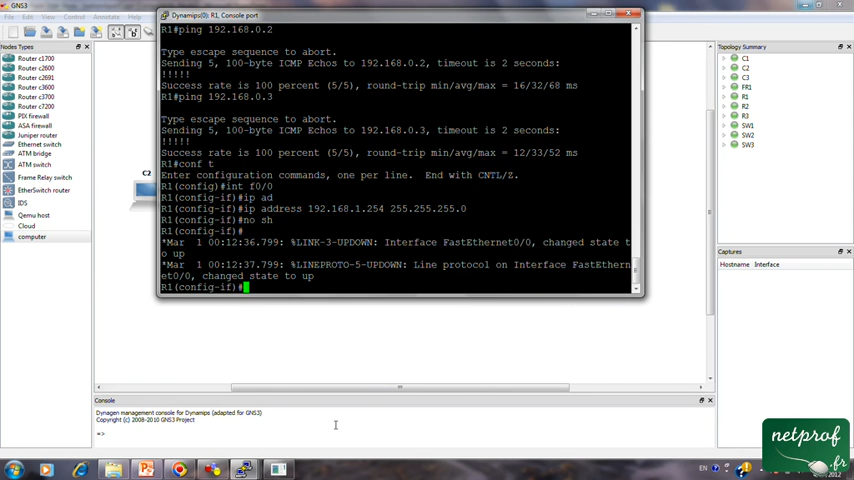 GNS3
File
Edit
View
Control
Annotate
Dynamips(0): R1, Console port
R1#ping 192.168.0.2
Type escape sequence to abort.
Sending 5, 100-byte ICMP Echos to 192.168.0.2, timeout is 2 seconds:
!!!!!
Success rate is 100 percent (5/5), round-trip min/avg/max = 16/32/68 ms
R1#ping 192.168.0.3
Type escape sequence to abort.
Sending 5, 100-byte ICMP Echos to 192.168.0.3, timeout is 2 seconds:
!!!!!
Success rate is 100 percent (5/5), round-trip min/avg/max = 12/33/52 ms
R1#conf t
Enter configuration commands, one per line.  End with CNTL/Z.
R1(config)#int f0/0
R1(config-if)#ip ad
R1(config-if)#ip address 192.168.1.254 255.255.255.0
R1(config-if)#no sh
R1(config-if)#
*Mar  1 00:12:36.799: %LINK-3-UPDOWN: Interface FastEthernet0/0, changed state t
o up
*Mar  1 00:12:37.799: %LINEPROTO-5-UPDOWN: Line protocol on Interface FastEthern
et0/0, changed state to up
R1(config-if)#
Nodes Types
Router c1700
Router c2600
Router c2691
Router c3600
Router c3700
Router c7200
PIX firewall
ASA firewall
Juniper router
Ethernet switch
ATM bridge
ATM switch
Frame Relay switch
EtherSwitch router
IDS
Qemu host
Cloud
computer
C2
Topology Summary
C1
C2
C3
FR1
R1
R2
R3
SW1
SW2
SW3
Captures
Hostname
Interface
Console
Dynagen management console for Dynamips (adapted for GNS3)
Copyright (c) 2008-2010 GNS3 Project
=>
EN
2012
netprof
.fr